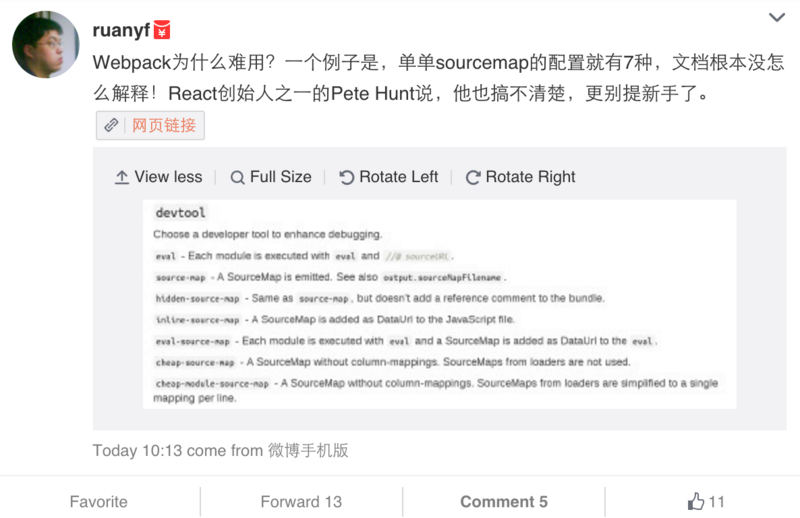 ruanyf
Webpack为什么难用？一个例子是，单单sourcemap的配置就有7种，文档根本没怎
么解释！React创始人之一的Pete Hunt说，他也搞不清楚，更别提新手了。
网页链接
View less Full Size Rotate Left Rotate Right
devtool
Choose a developer tool to enhance debugging.
eval - Each module is executed with eval and //@ sourceURL.
source-map - A SourceMap is emitted. See also output.sourceMapFilename.
hidden-source-map - Same as source-map, but doesn't add a reference comment to the bundle.
inline-source-map - A SourceMap is added as DataUrl to the JavaScript file.
eval-source-map - Each module is executed with eval and a SourceMap is added as DataUrl to the eval.
cheap-source-map - A SourceMap without column-mappings. SourceMaps from loaders are not used.
cheap-module-source-map - A SourceMap without column-mappings. SourceMaps from loaders are simplified to a single
mapping per line.
Today 10:13 come from 微博手机版
Favorite Forward 13 Comment 5 11